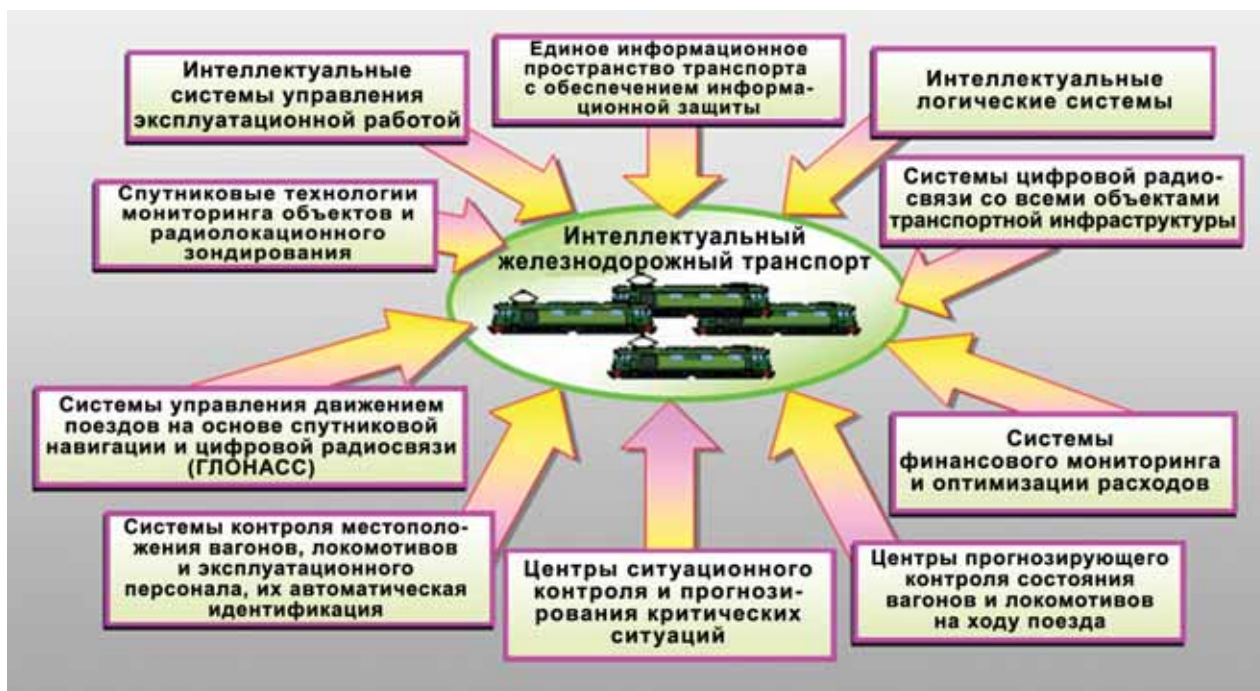 Интеллектуальные
системы управления
эксплуатационной работой
Единое информационное
пространство транспорта
с обеспечением информа-
ционной защиты
Интеллектуальные
логические системы
Спутниковые технологии
мониторинга объектов и
радиолокационного
зондирования
Системы цифровой радио-
связи со всеми объектами
транспортной инфраструктуры
Интеллектуальный
железнодорожный транспорт
Системы управления движением
поездов на основе спутниковой
навигации и цифровой радиосвязи
(ГЛОНАСС)
Системы
финансового мониторинга
и оптимизации расходов
Системы контроля местополо-
жения вагонов, локомотивов
и эксплуатационного
персонала, их автоматическая
идентификация
Центры ситуационного
контроля и прогнози-
рования критических
ситуаций
Центры прогнозирующего
контроля состояния
вагонов и локомотивов
на ходу поезда